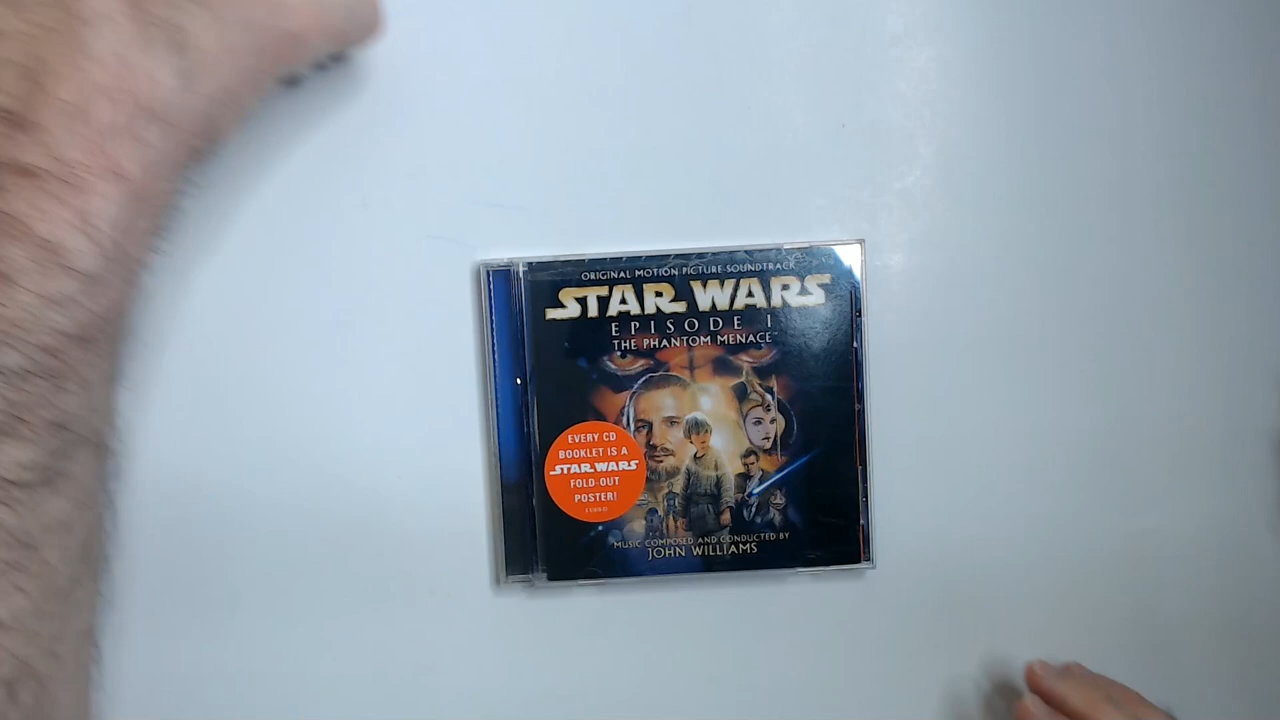 ORIGINAL MOTION PICTURE SOUNDTRACK
STAR WARS
EPISODE I
THE PHANTOM MENACE™
EVERY CD
BOOKLET IS A
STAR WARS
FOLD-OUT
POSTER!
MUSIC COMPOSED AND CONDUCTED BY
JOHN WILLIAMS